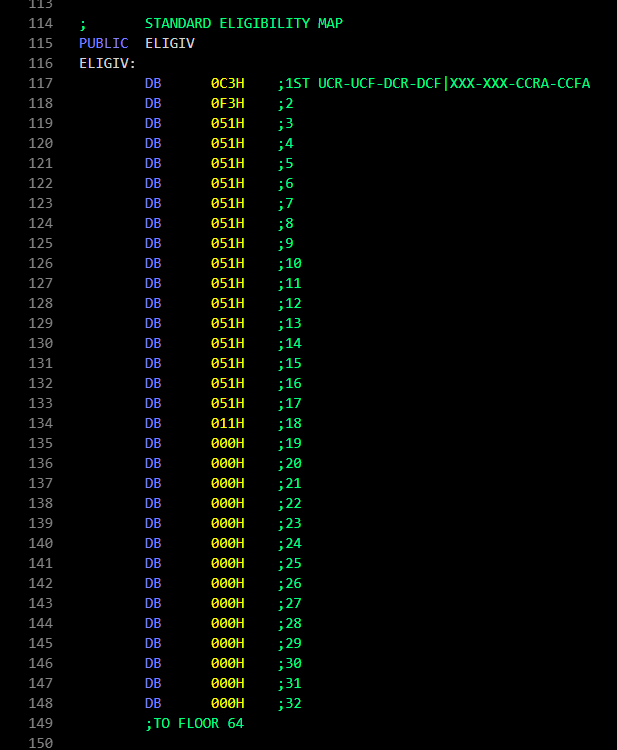 113
114 ; STANDARD ELIGIBILITY MAP
115 PUBLIC ELIGIV
116 ELIGIV:
117 DB 0C3H ;1ST UCR-UCF-DCR-DCF|XXX-XXX-CCRA-CCFA
118 DB 0F3H ;2
119 DB 051H ;3
120 DB 051H ;4
121 DB 051H ;5
122 DB 051H ;6
123 DB 051H ;7
124 DB 051H ;8
125 DB 051H ;9
126 DB 051H ;10
127 DB 051H ;11
128 DB 051H ;12
129 DB 051H ;13
130 DB 051H ;14
131 DB 051H ;15
132 DB 051H ;16
133 DB 051H ;17
134 DB 011H ;18
135 DB 000H ;19
136 DB 000H ;20
137 DB 000H ;21
138 DB 000H ;22
139 DB 000H ;23
140 DB 000H ;24
141 DB 000H ;25
142 DB 000H ;26
143 DB 000H ;27
144 DB 000H ;28
145 DB 000H ;29
146 DB 000H ;30
147 DB 000H ;31
148 DB 000H ;32
149 ;TO FLOOR 64
150